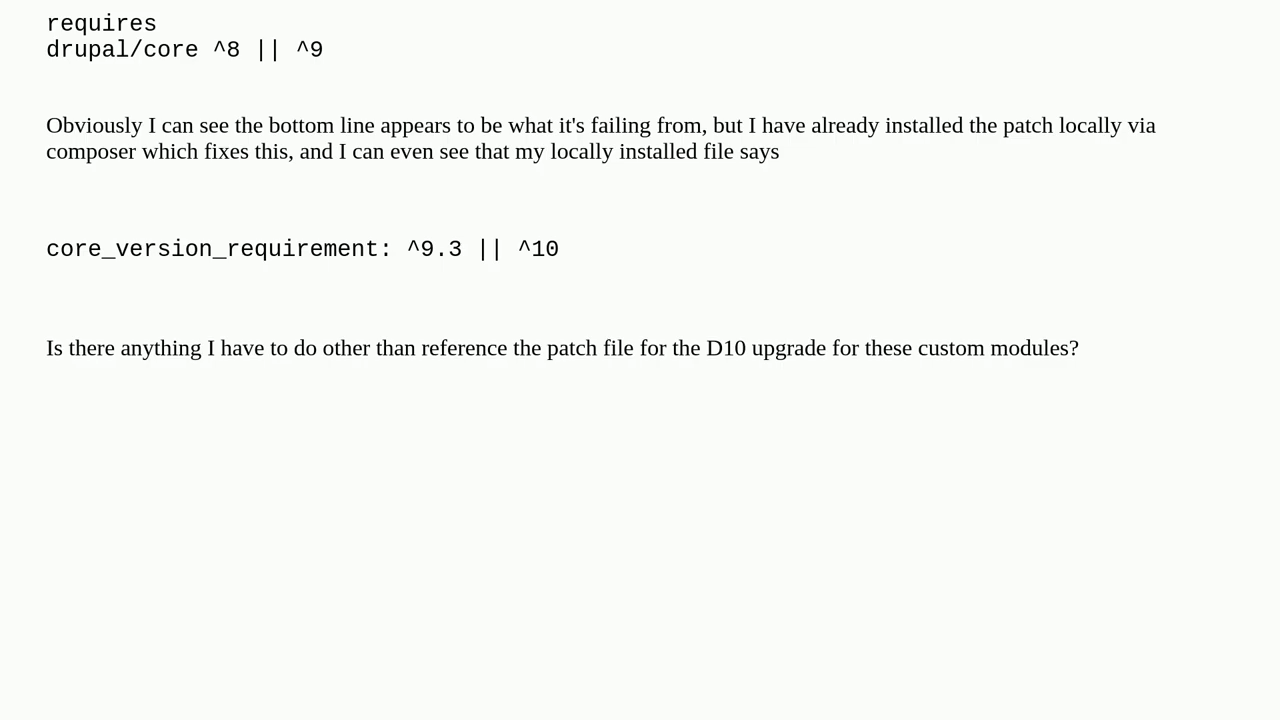 requires
drupal/core ^8 || ^9
Obviously I can see the bottom line appears to be what it's failing from, but I have already installed the patch locally via
composer which fixes this, and I can even see that my locally installed file says
core_version_requirement: ^9.3 || ^10
Is there anything I have to do other than reference the patch file for the D10 upgrade for these custom modules?